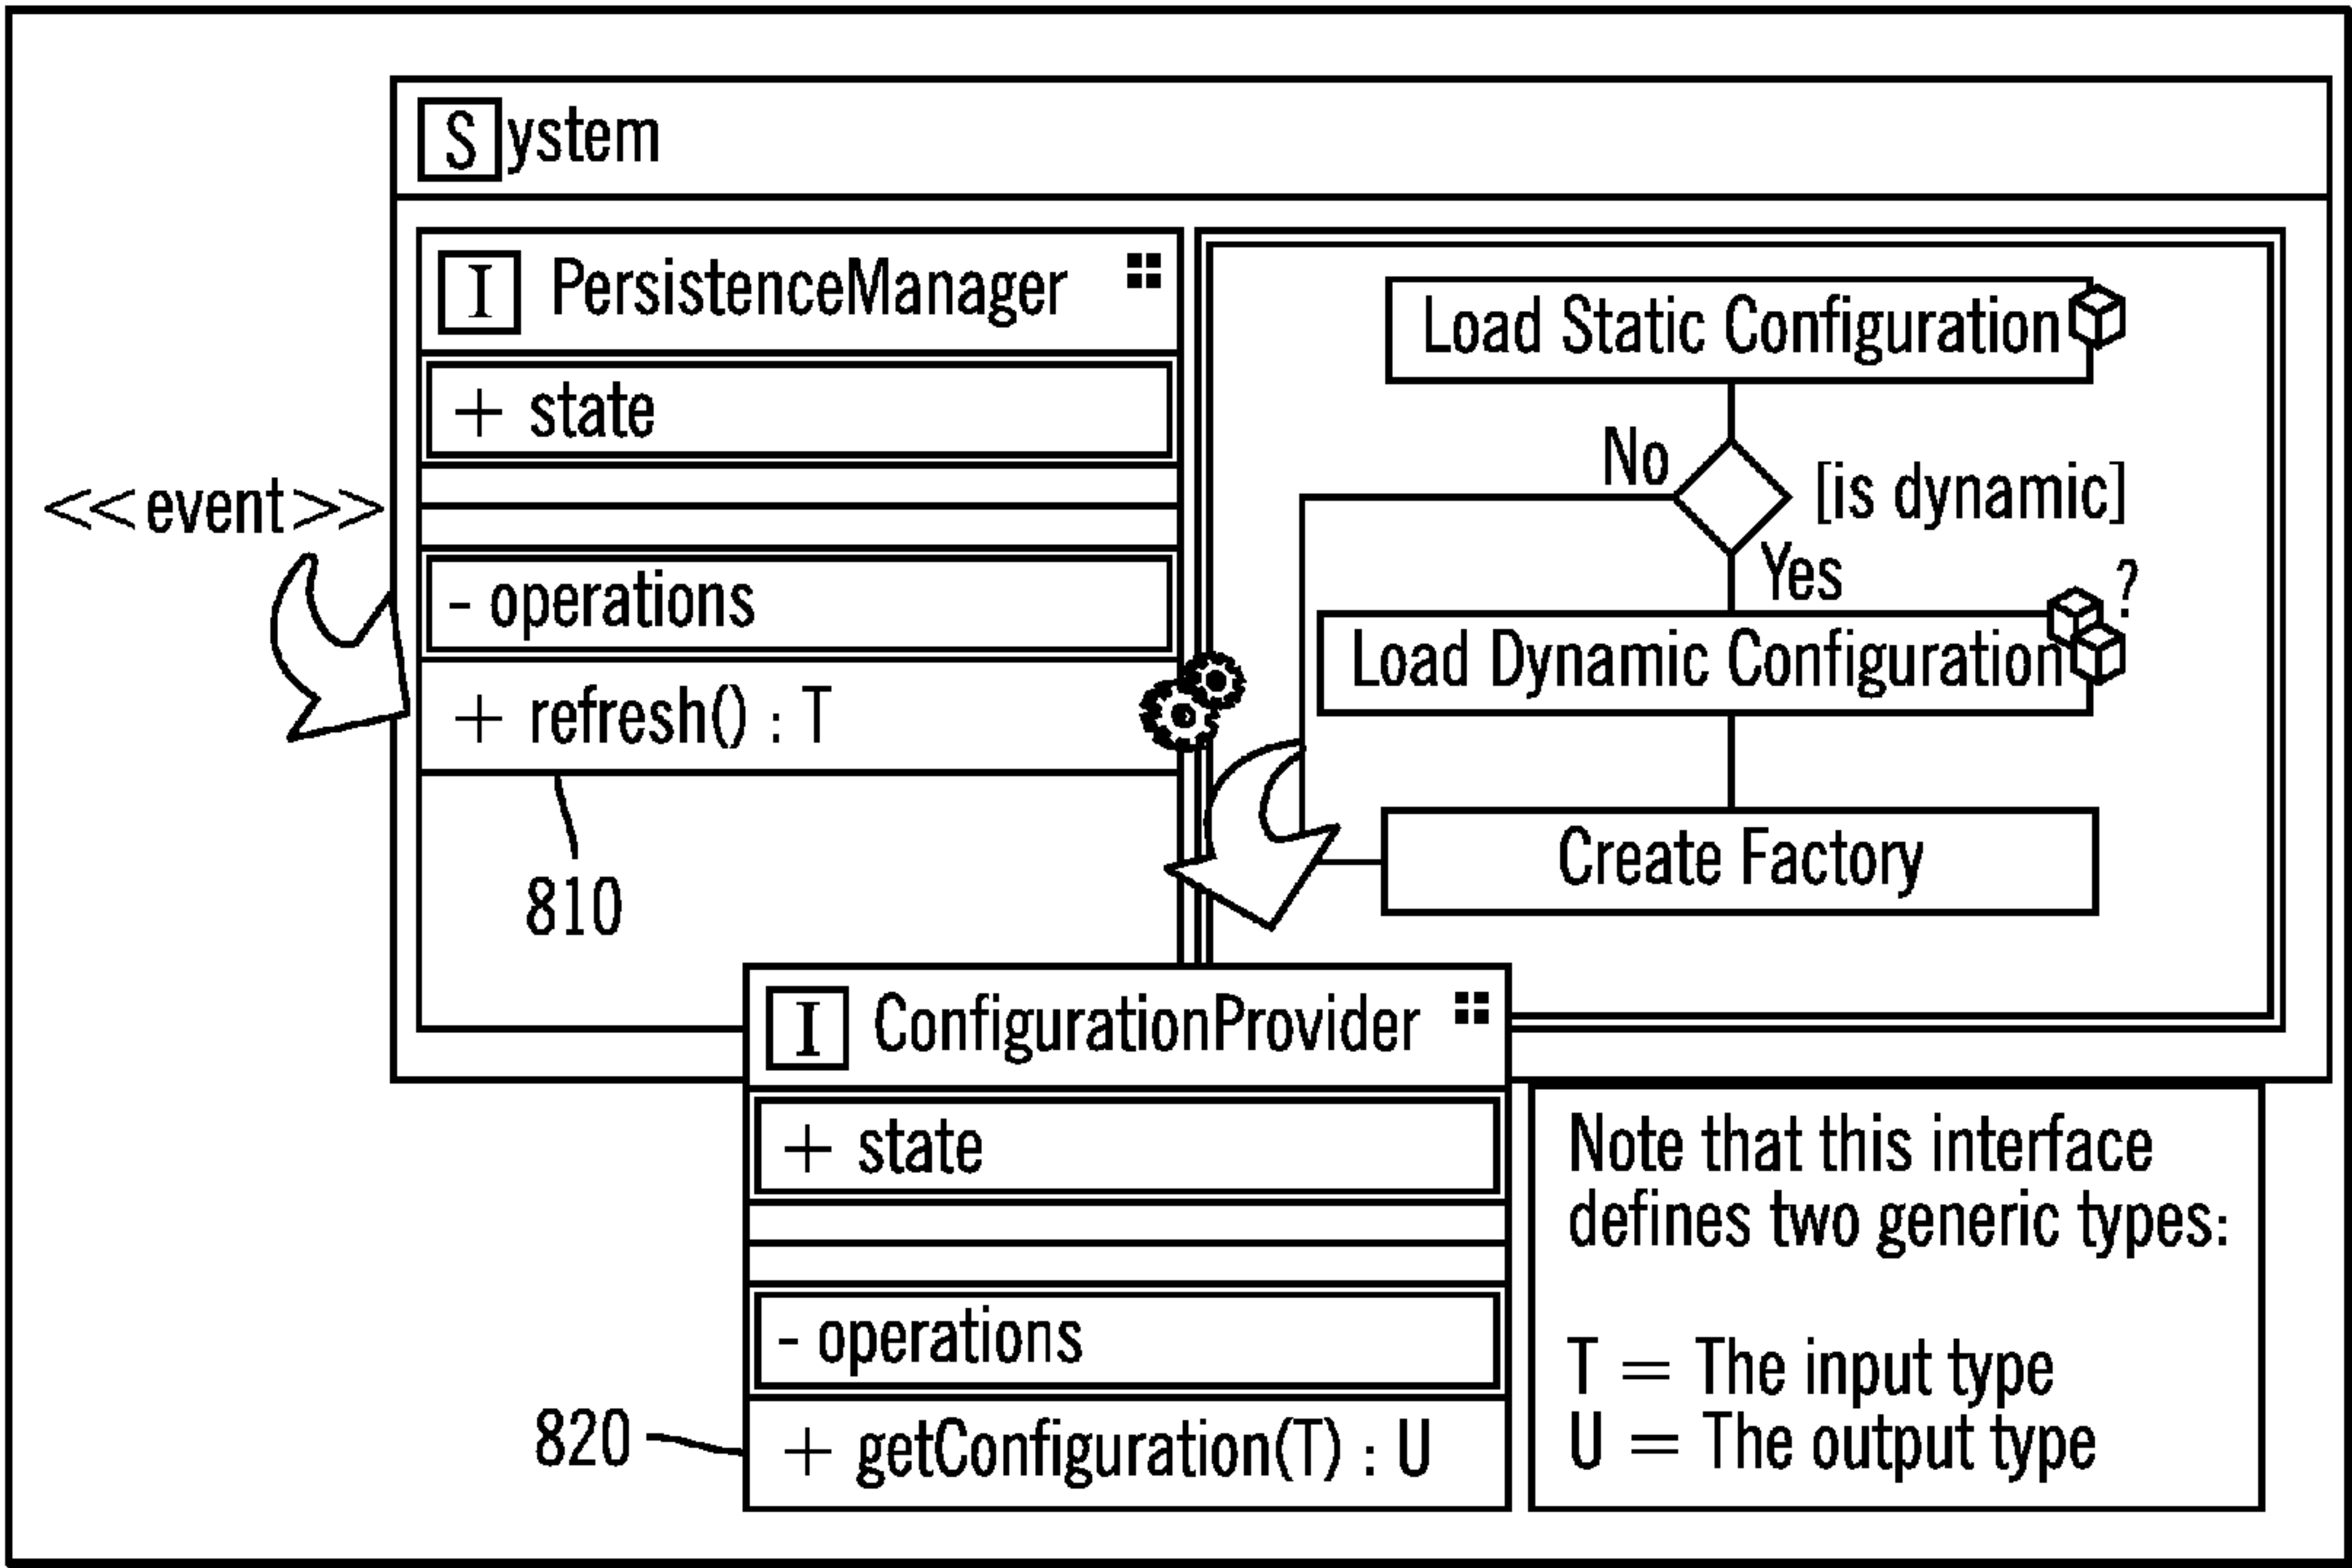 System
I PersistenceManager
+ state
<<event>>
- operations
+ refresh() : T
810
Load Static Configuration
No
[is dynamic]
Yes
?
Load Dynamic Configuration
Create Factory
I ConfigurationProvider
+ state
- operations
820
+ getConfiguration(T) : U
Note that this interface
defines two generic types:
T = The input type
U = The output type